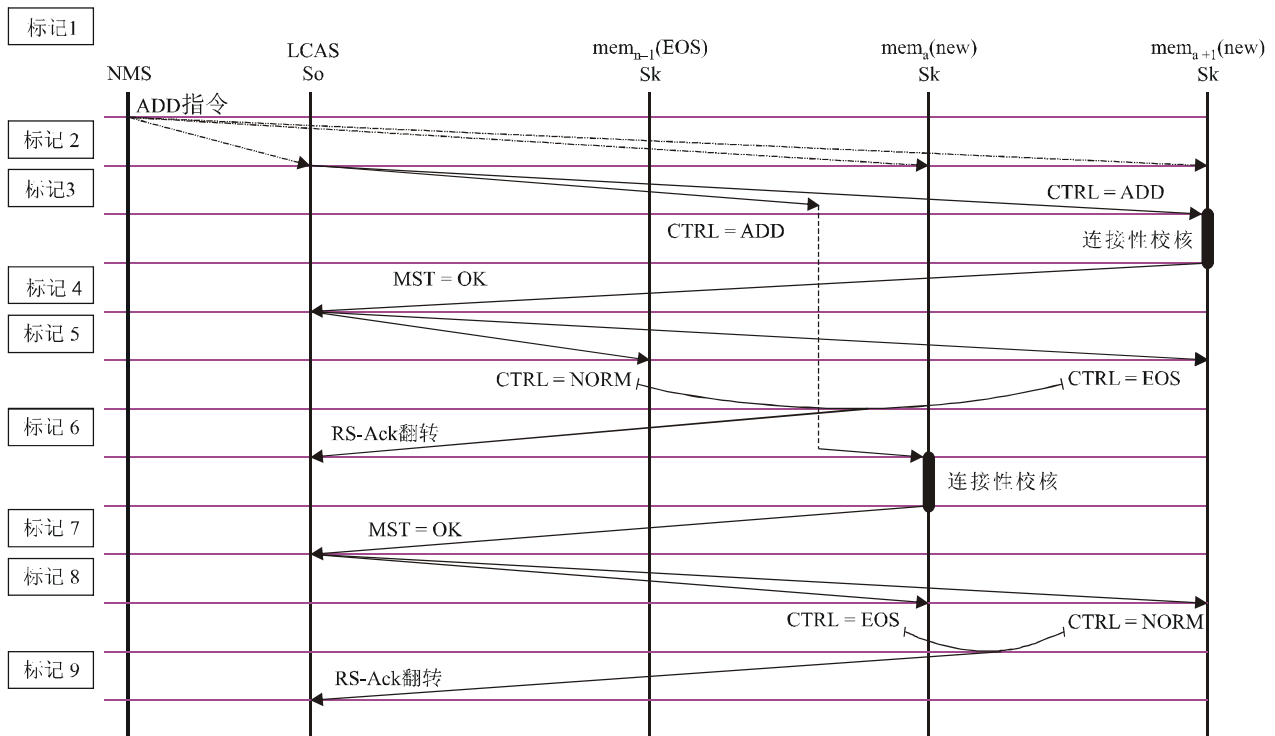 标记1
NMS
LCAS
So
memₙ₋₁(EOS)
Sk
memₐ(new)
Sk
memₐ₊₁(new)
Sk
ADD指令
标记 2
标记3
CTRL = ADD
CTRL = ADD
连接性校核
标记 4
MST = OK
标记 5
CTRL = NORM
CTRL = EOS
标记 6
RS-Ack翻转
连接性校核
标记 7
MST = OK
标记 8
CTRL = EOS
CTRL = NORM
标记 9
RS-Ack翻转